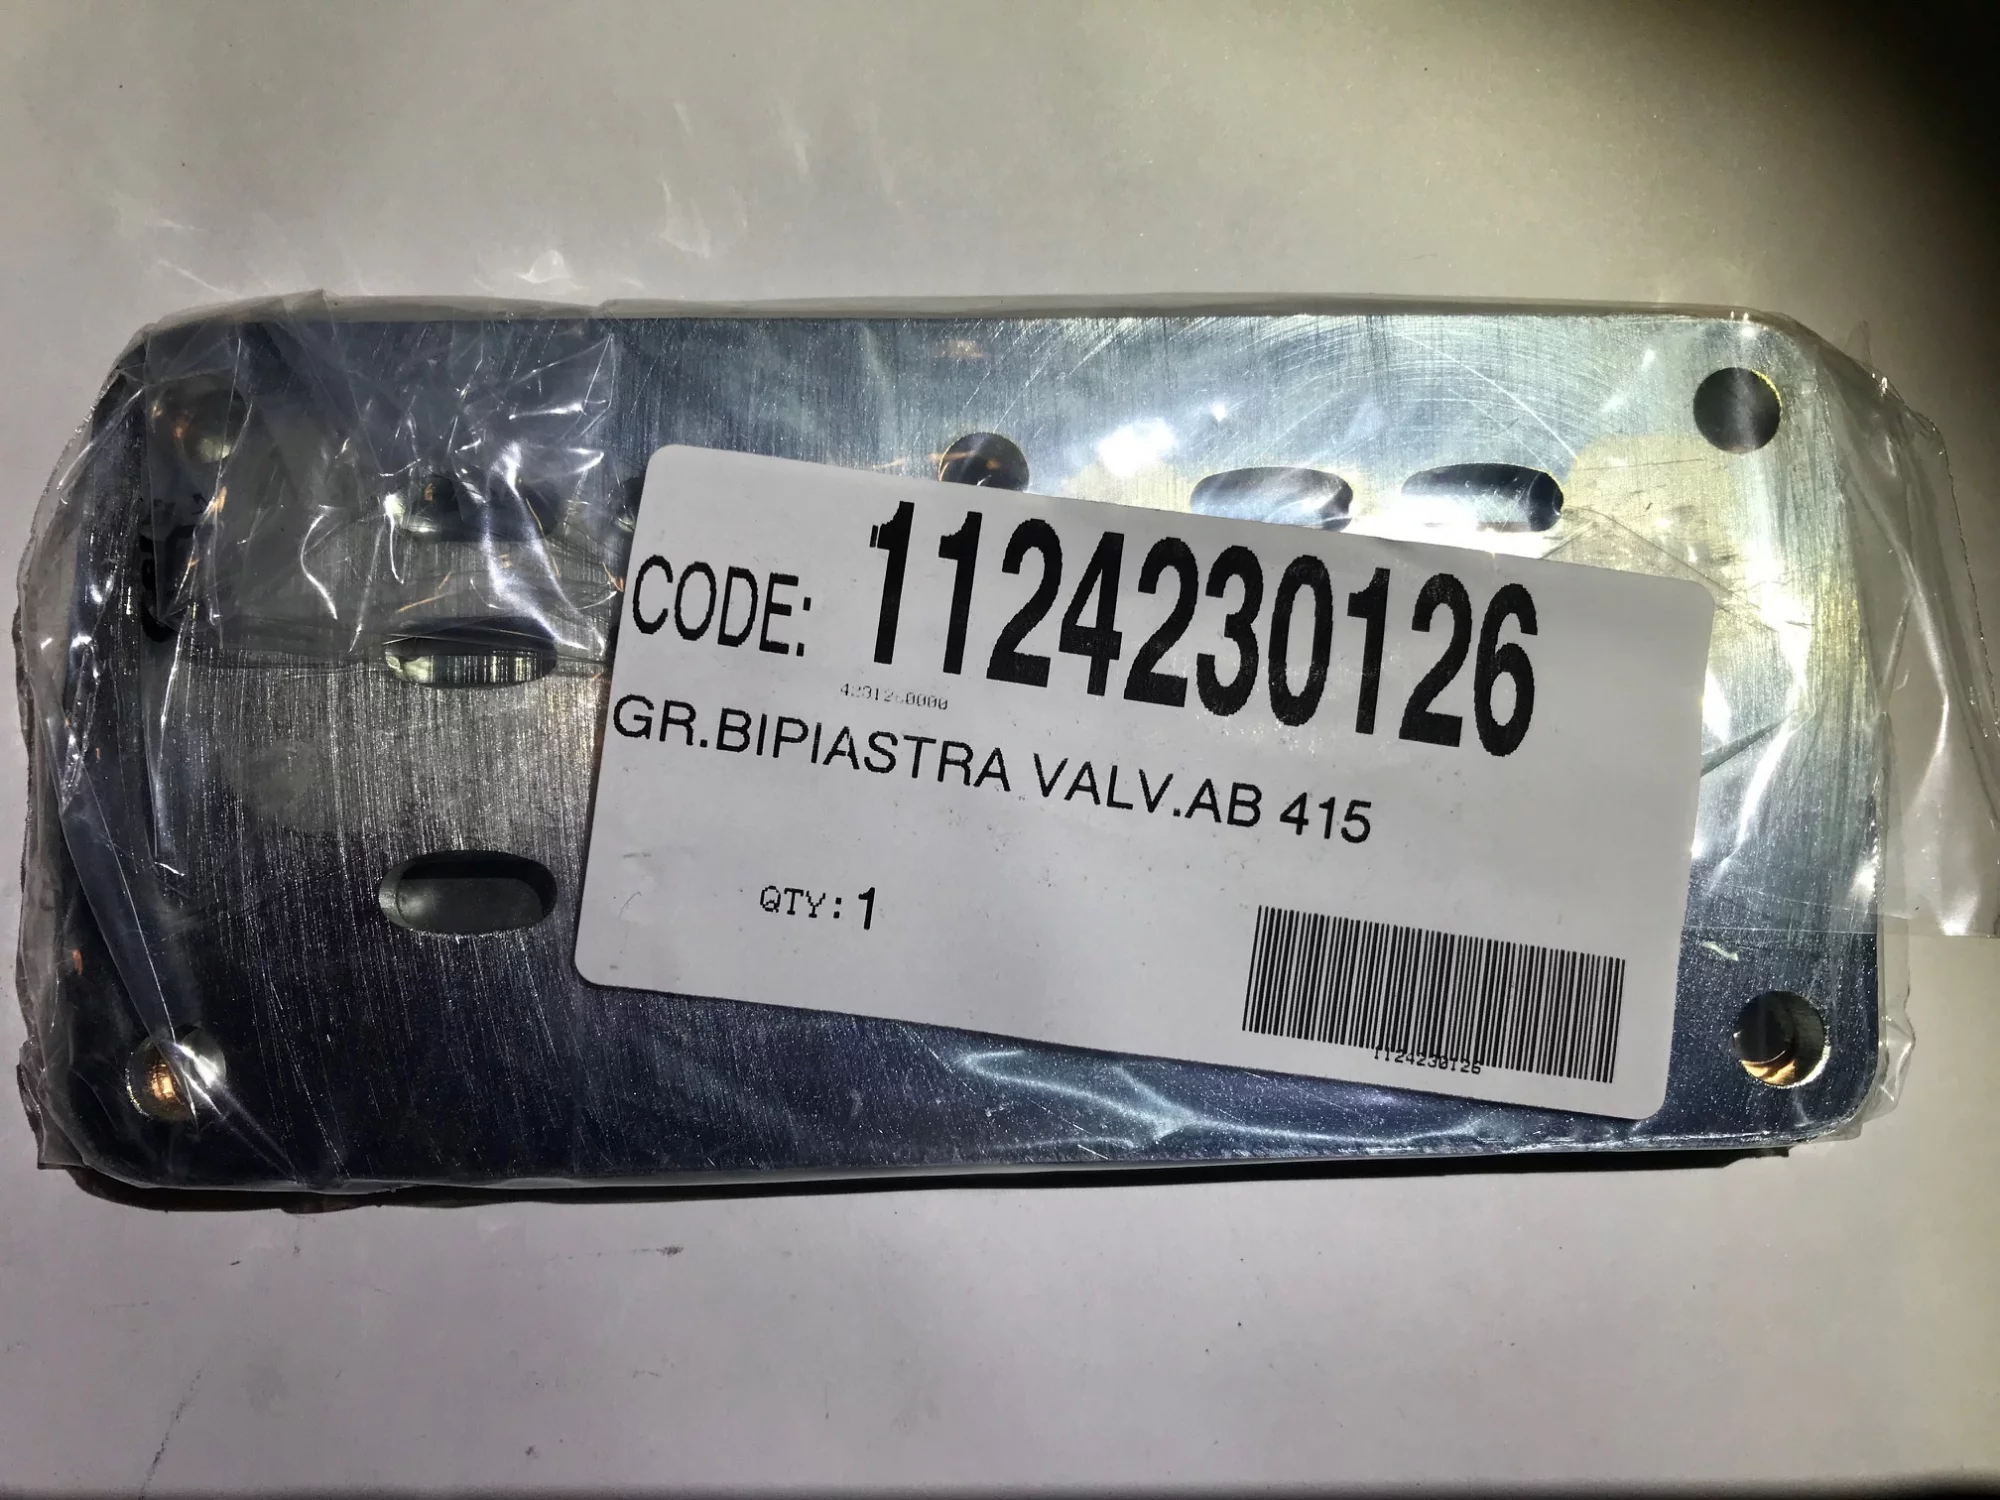 CODE: 1124230126
GR.BIPIASTRA VALV.AB 415
QTY: 1
1124230126